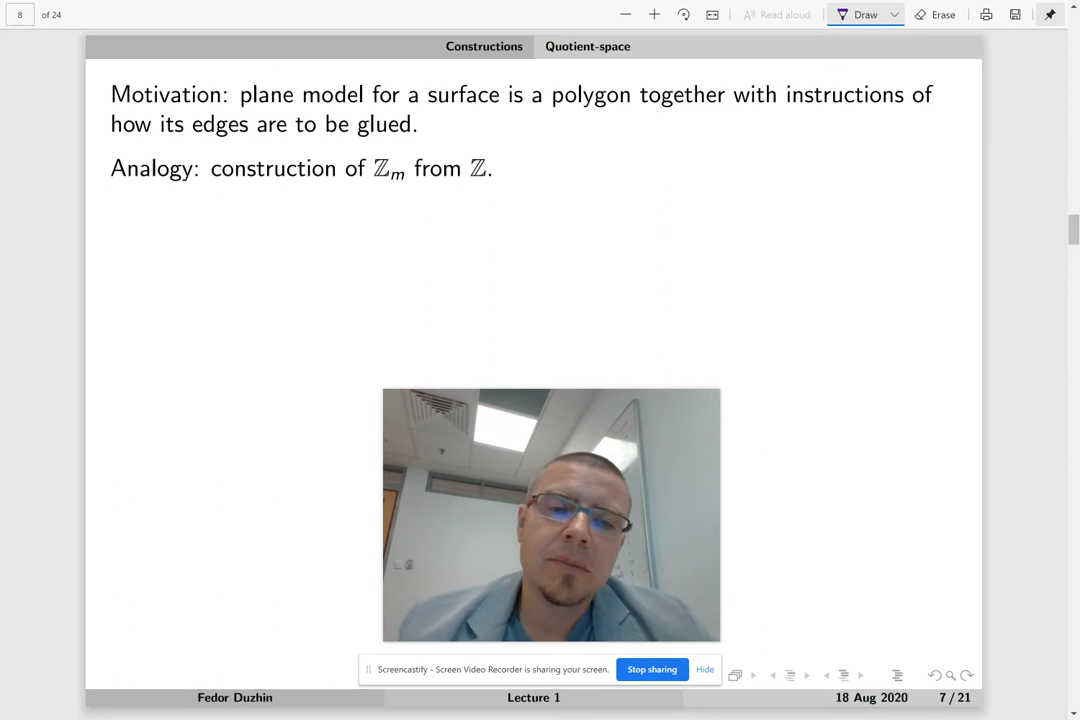 8 of 24 Read aloud Draw Erase
Constructions Quotient-space
Motivation: plane model for a surface is a polygon together with instructions of
how its edges are to be glued.
Analogy: construction of ℤₘ from ℤ.
Screencastify - Screen Video Recorder is sharing your screen. Stop sharing Hide
Fedor Duzhin Lecture 1 18 Aug 2020 7 / 21